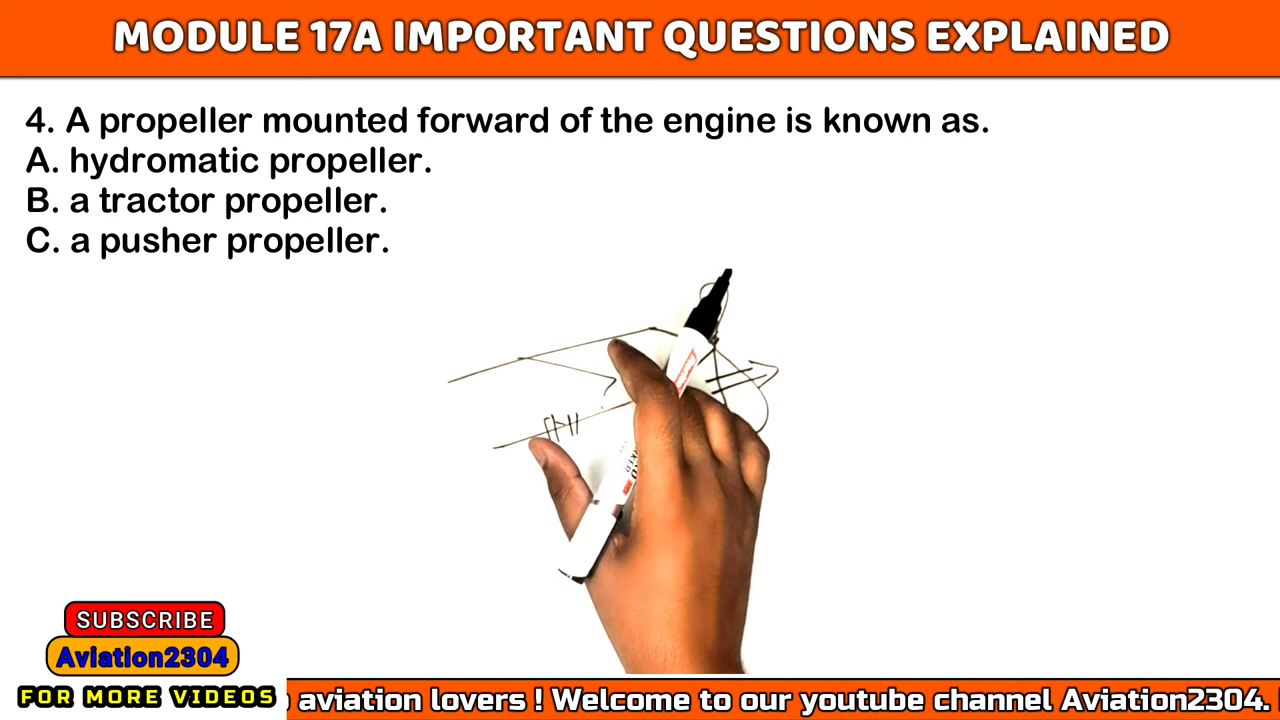 MODULE 17A IMPORTANT QUESTIONS EXPLAINED
4. A propeller mounted forward of the engine is known as.
A. hydromatic propeller.
B. a tractor propeller.
C. a pusher propeller.
SUBSCRIBE
Aviation2304
FOR MORE VIDEOS
aviation lovers ! Welcome to our youtube channel Aviation2304.